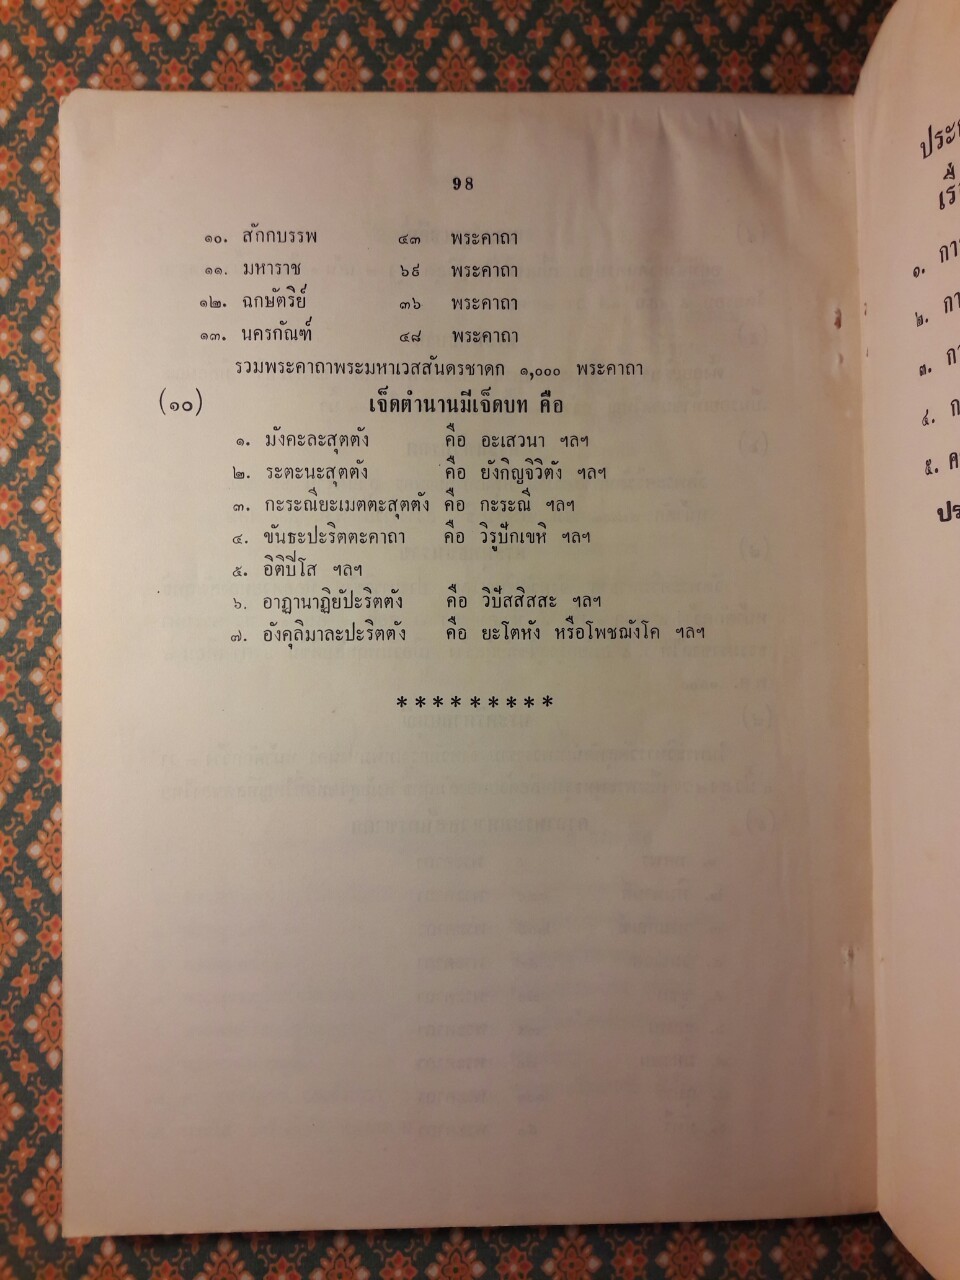 98
๑๐. สักกบรรพ ๔๓ พระคาถา
๑๑. มหาราช ๖๙ พระคาถา
๑๒. ฉกษัตริย์ ๓๖ พระคาถา
๑๓. นครกัณฑ์ ๔๘ พระคาถา
รวมพระคาถาพระมหาเวสสันดรชาดก ๑,๐๐๐ พระคาถา
(๑๐) เจ็ดตำนานมีเจ็ดบท คือ
๑. มังคะละสุตตัง คือ อะเสวนา ฯลฯ
๒. ระตะนะสุตตัง คือ ยังกิญจิวิตัง ฯลฯ
๓. กะระณียะเมตตะสุตตัง คือ กะระณี ฯลฯ
๔. ขันธะปะริตตะคาถา คือ วิรูปักเขหิ ฯลฯ
๕. อิติปิโส ฯลฯ
๖. อาฏานาฏิยัปะริตตัง คือ วิปัสสิสสะ ฯลฯ
๗. อังคุลิมาละปะริตตัง คือ ยะโตหัง หรือโพชฌังโค ฯลฯ
*********
๑. กา
๒. กา
๓. กา
๔. ก
๕. ค